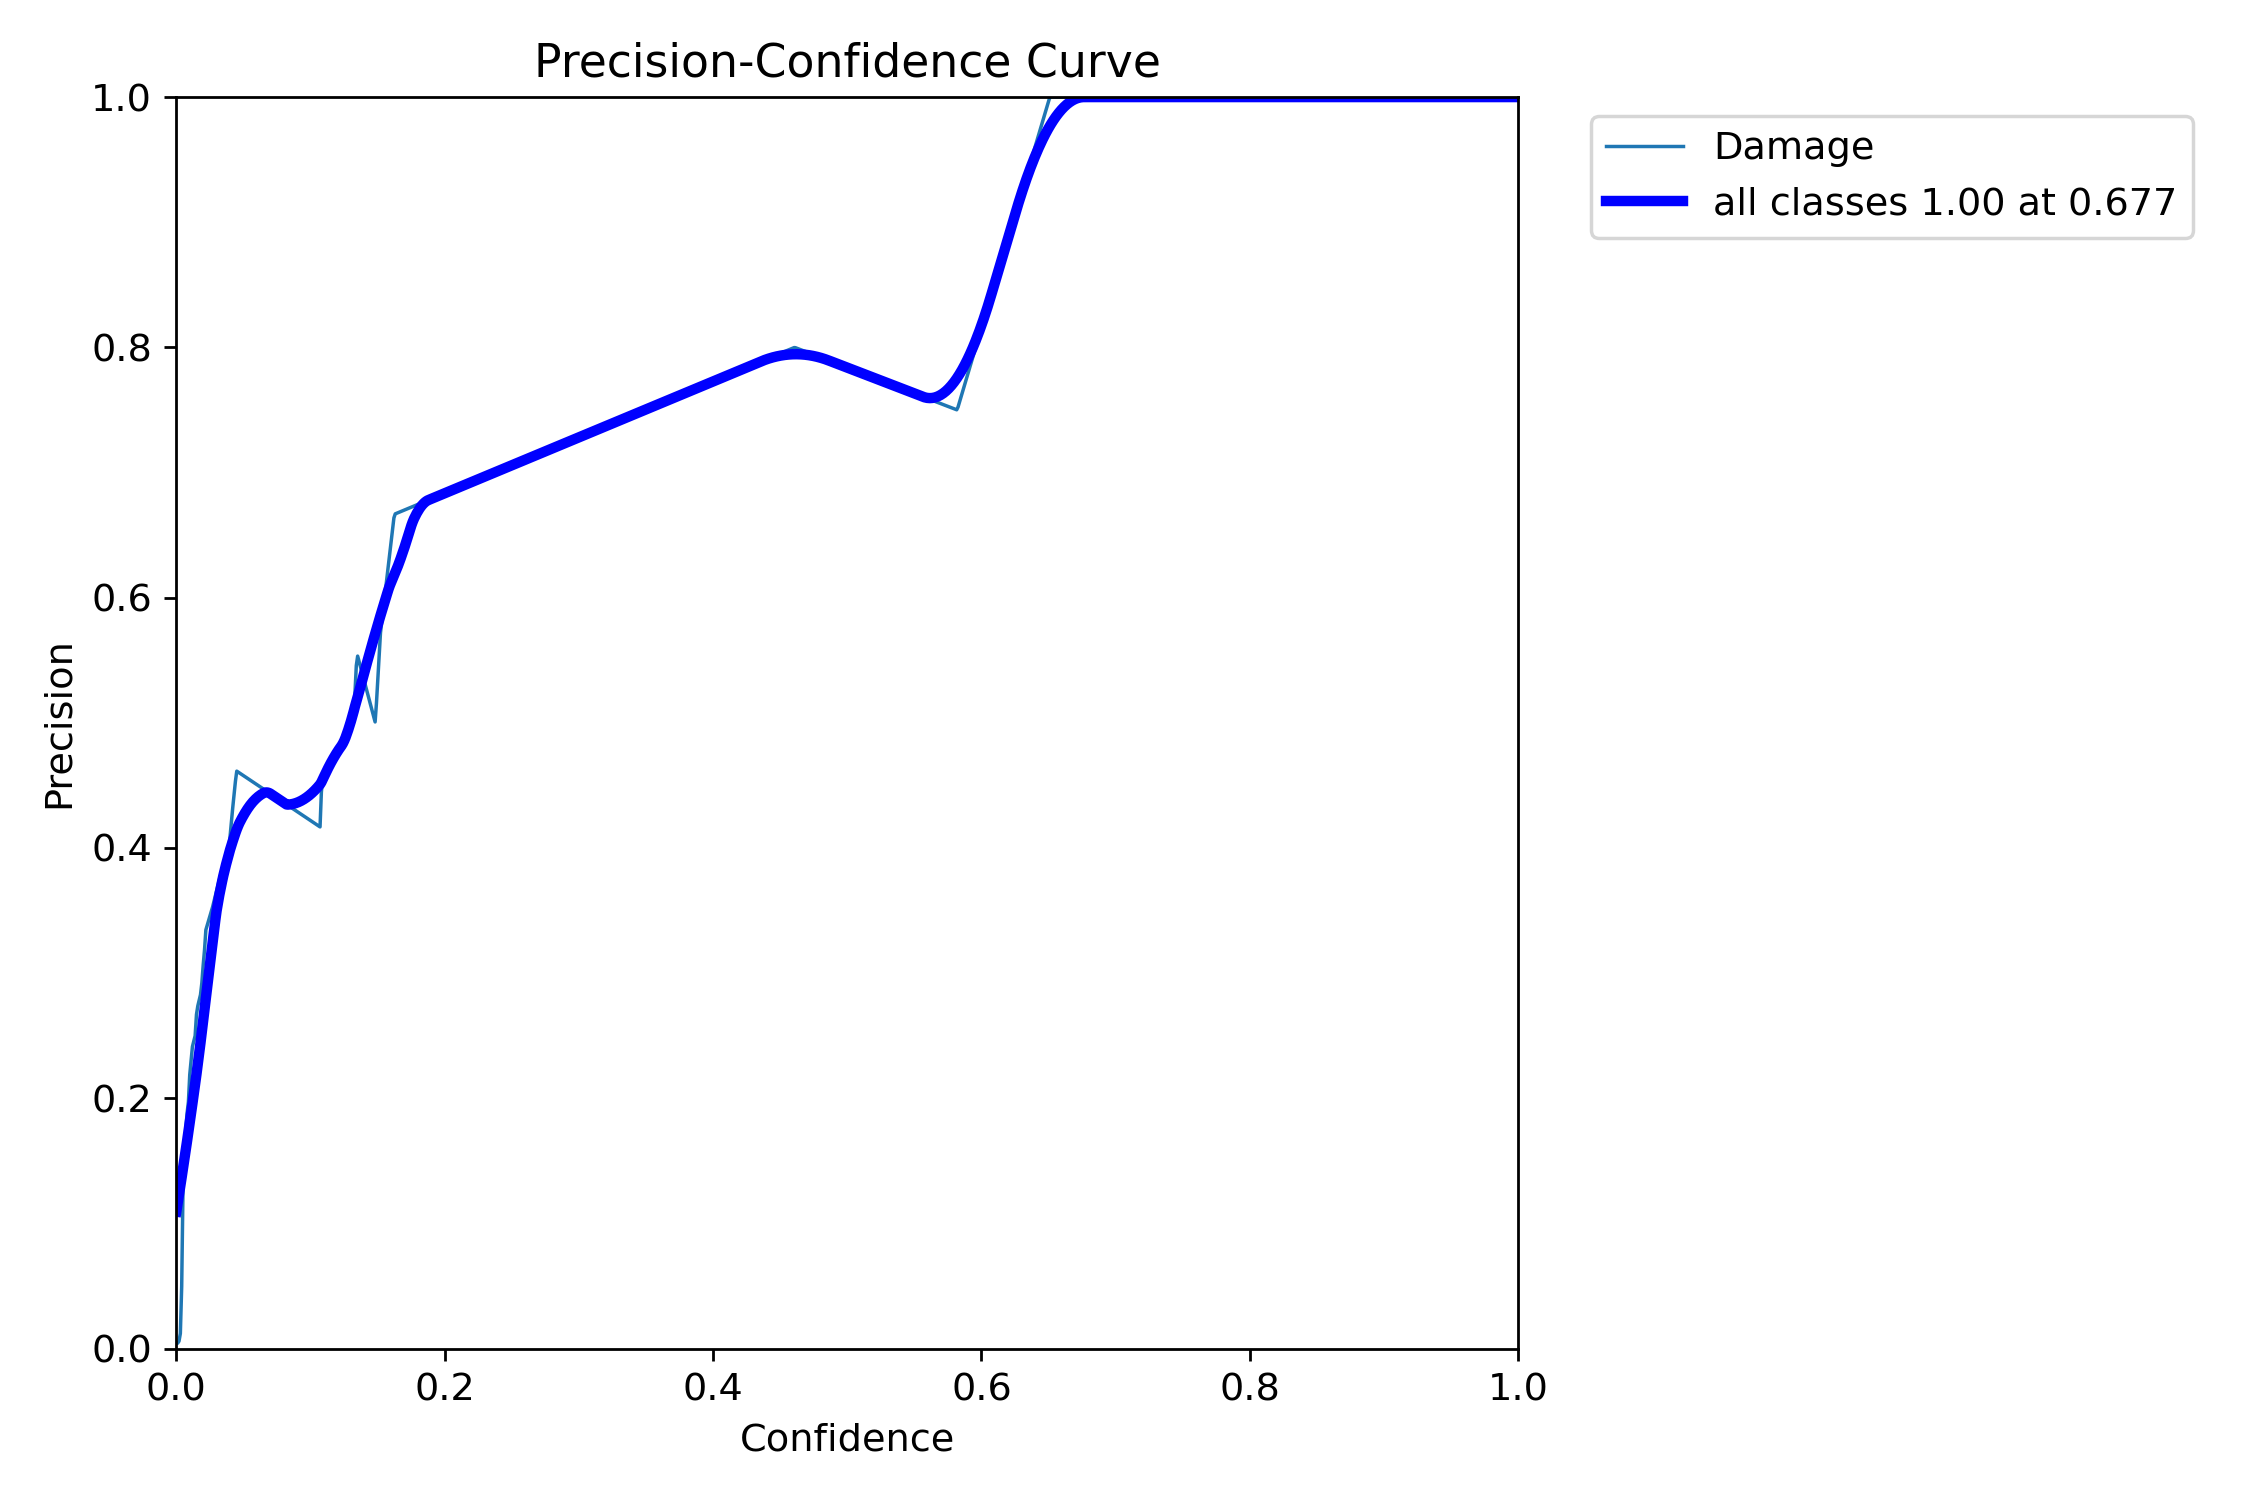 Precision-Confidence Curve
1.0
0.8
0.6
0.4
0.2
0.0
Precision
0.0 0.2 0.4 0.6 0.8 1.0
Confidence
Damage
all classes 1.00 at 0.677